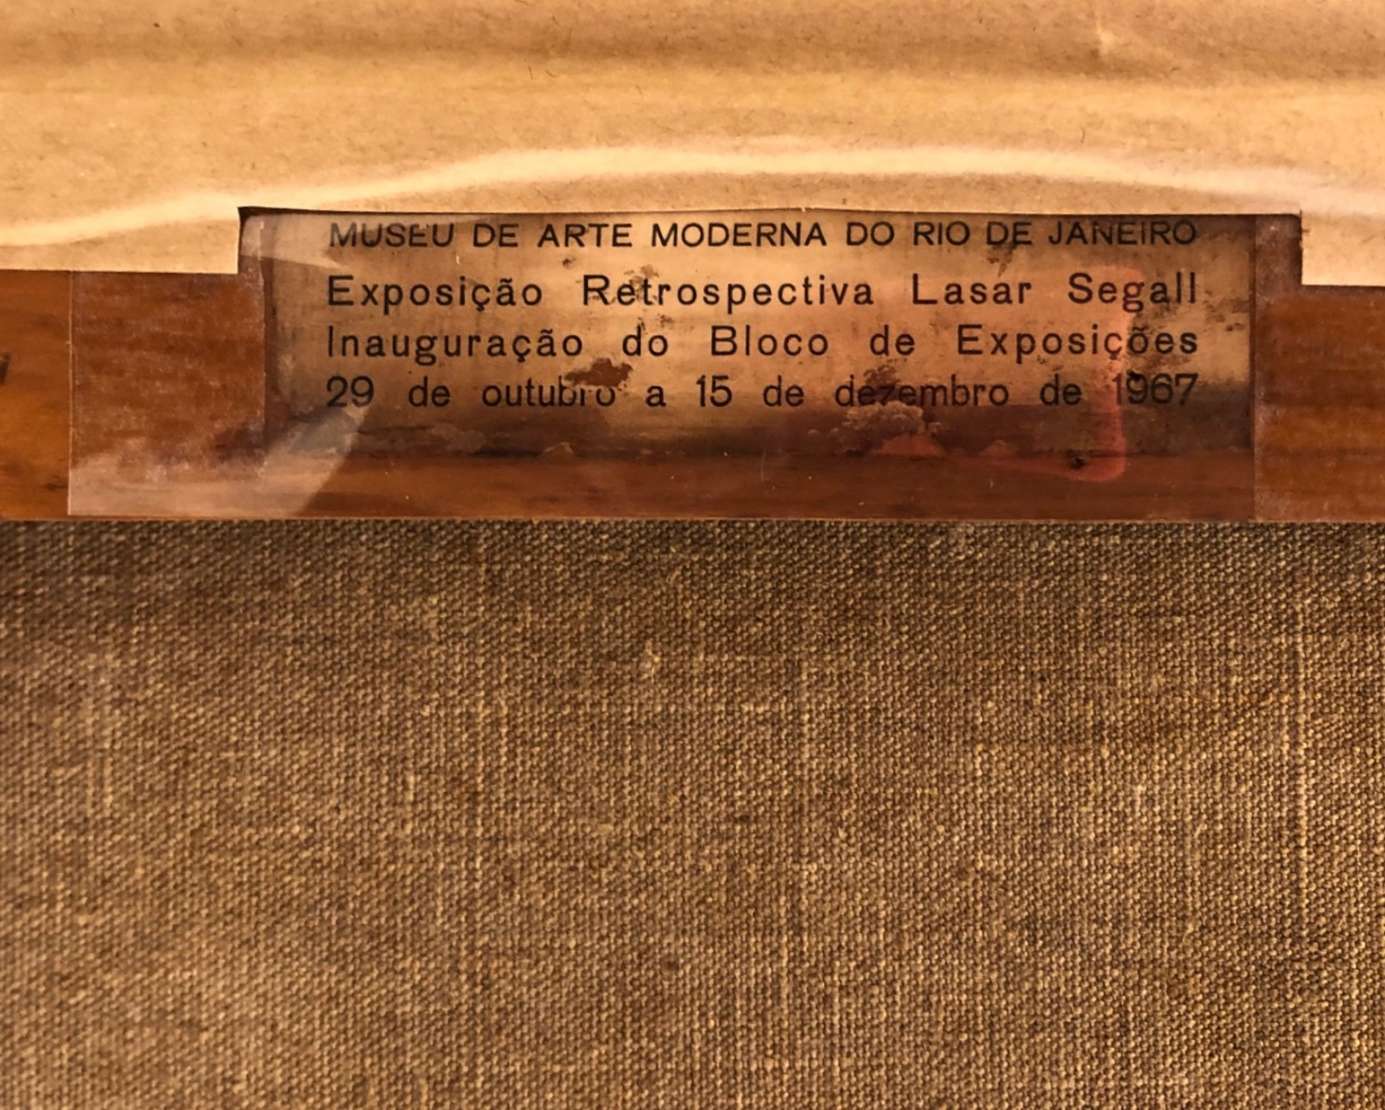 MUSEU DE ARTE MODERNA DO RIO DE JANEIRO
Exposição Retrospectiva Lasar Segall
Inauguração do Bloco de Exposições
29 de outubro a 15 de dezembro de 1967